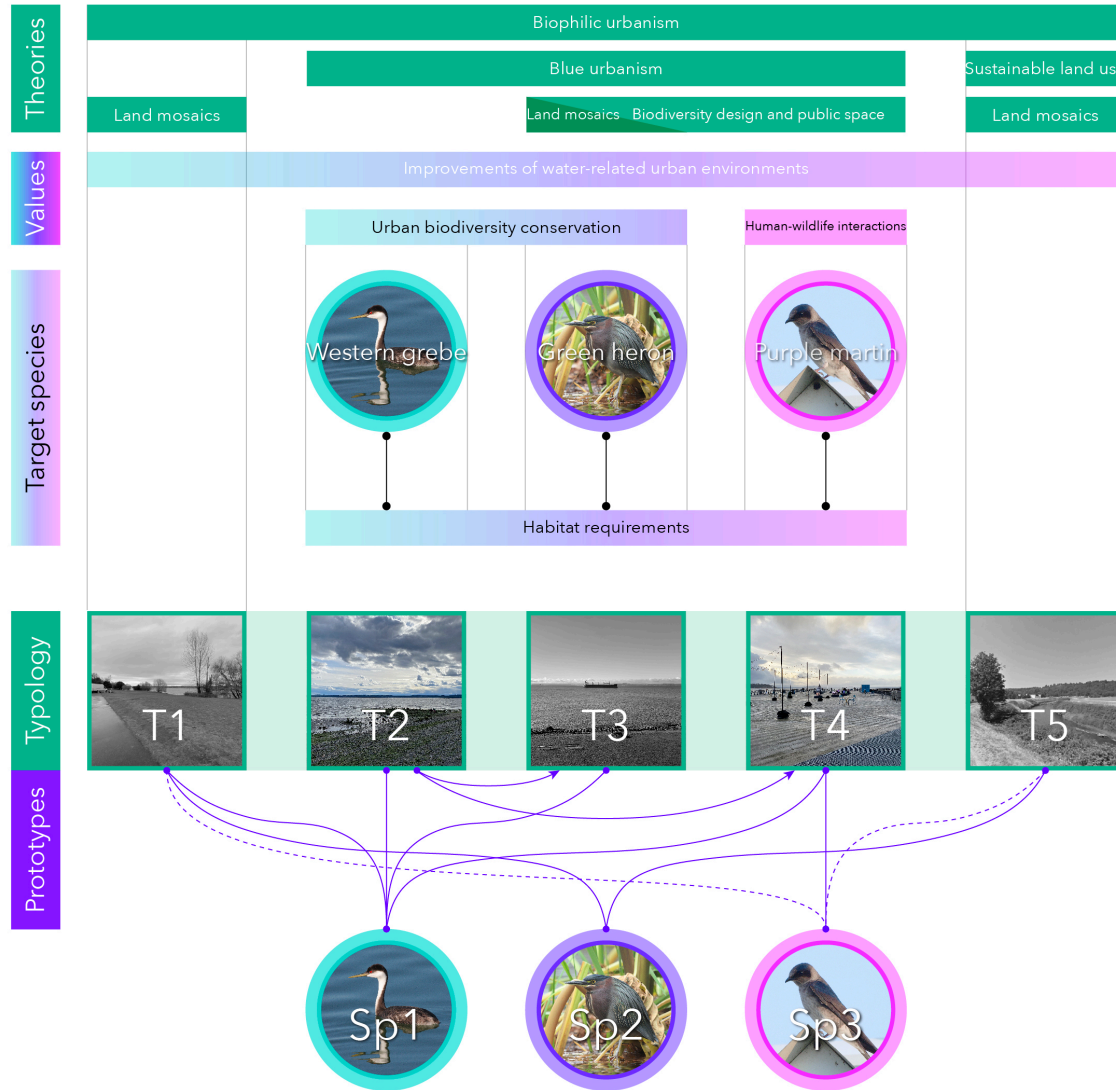 Theories
Biophilic urbanism
Blue urbanism
Sustainable land us
Land mosaics
Land mosaics
Biodiversity design and public space
Land mosaics
Values
Improvements of water-related urban environments
Urban biodiversity conservation
Human-wildlife interactions
Target species
Western grebe
Green heron
Purple martin
Habitat requirements
Typology
T1
T2
T3
T4
T5
Prototypes
Sp1
Sp2
Sp3